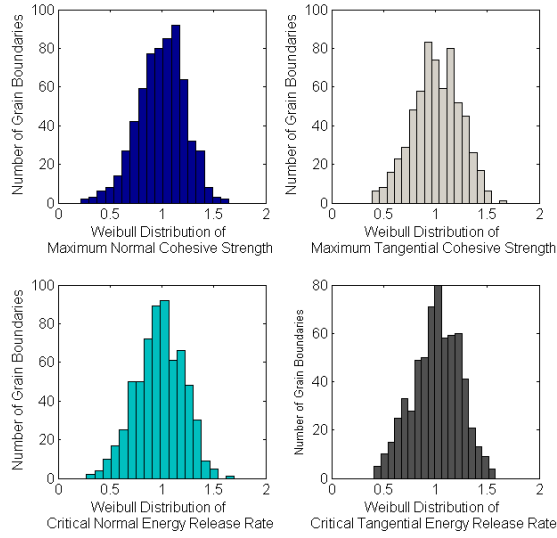 100
80
60
40
20
0
Number of Grain Boundaries
0 0.5 1 1.5 2
Weibull Distribution of
Maximum Normal Cohesive Strength
100
80
60
40
20
0
Number of Grain Boundaries
0 0.5 1 1.5 2
Weibull Distribution of
Maximum Tangential Cohesive Strength
100
80
60
40
20
0
Number of Grain Boundaries
0 0.5 1 1.5 2
Weibull Distribution of
Critical Normal Energy Release Rate
80
60
40
20
0
Number of Grain Boundaries
0 0.5 1 1.5 2
Weibull Distribution of
Critical Tangential Energy Release Rate